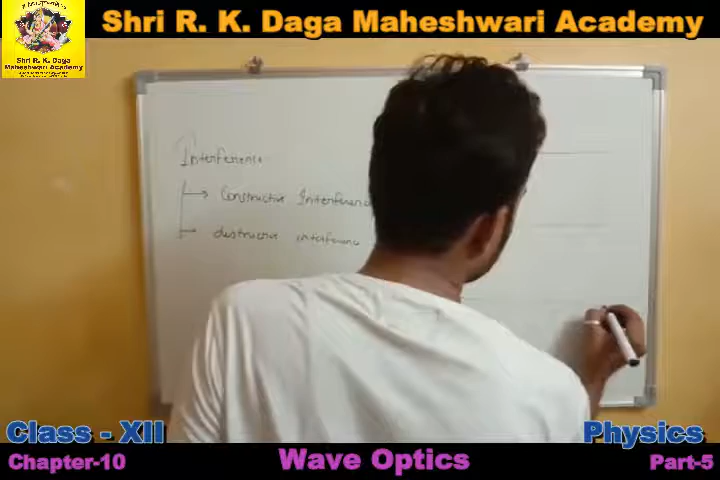 Shri R. K. Daga Maheshwari Academy
Shri R. K. Daga
Maheshwari Academy
Interference
Constructive Interference
destructive interference
Class - XII
Physics
Chapter-10
Wave Optics
Part-5